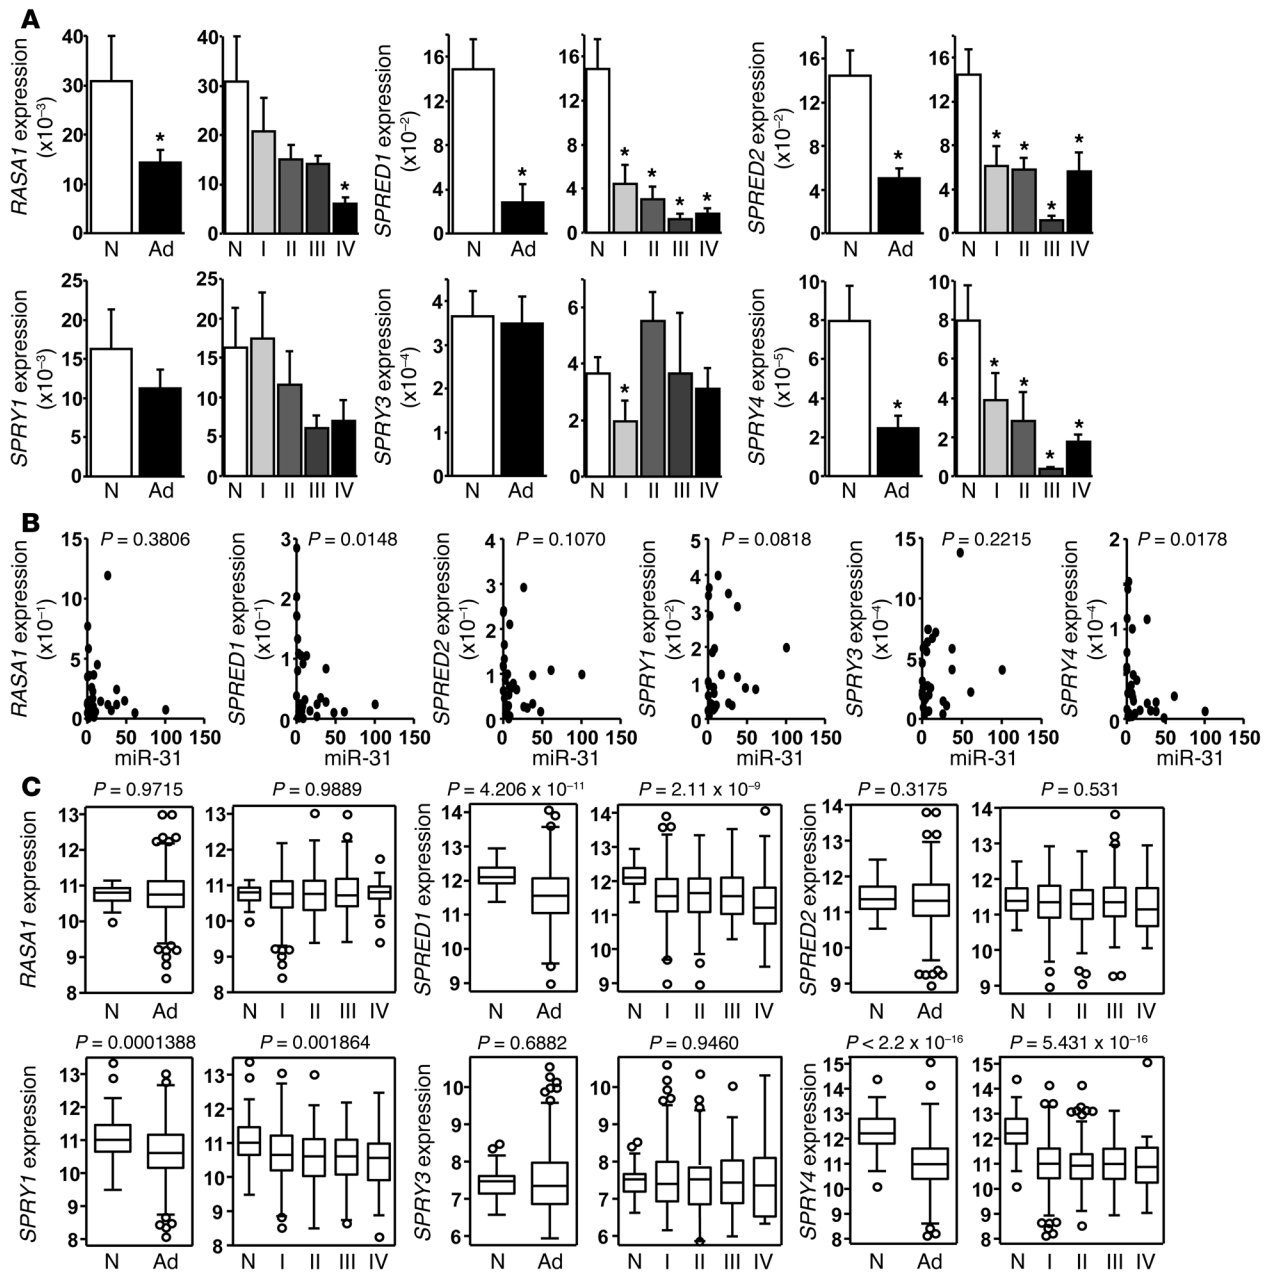 A
RASA1 expression (x10⁻³)
40
30
20
10
0
N Ad
*
40
30
20
10
0
N I II III IV
*
SPRED1 expression (x10⁻²)
16
12
8
4
0
N Ad
*
16
12
8
4
0
N I II III IV
* * * *
SPRED2 expression (x10⁻²)
16
12
8
4
0
N Ad
*
16
12
8
4
0
N I II III IV
* * * *
SPRY1 expression (x10⁻³)
25
20
15
10
5
0
N Ad
25
20
15
10
5
0
N I II III IV
SPRY3 expression (x10⁻⁴)
4
3
2
1
0
N Ad
6
4
2
0
N I II III IV
*
SPRY4 expression (x10⁻⁵)
10
8
6
4
2
0
N Ad
*
10
8
6
4
2
0
N I II III IV
* * * *
B
P = 0.3806
RASA1 expression (x10⁻¹)
15
10
5
0
0 50 100 150
miR-31
P = 0.0148
SPRED1 expression (x10⁻¹)
3
2
1
0
0 50 100 150
miR-31
P = 0.1070
SPRED2 expression (x10⁻¹)
4
3
2
1
0
0 50 100 150
miR-31
P = 0.0818
SPRY1 expression (x10⁻²)
5
4
3
2
1
0
0 50 100 150
miR-31
P = 0.2215
SPRY3 expression (x10⁻⁴)
15
10
5
0
0 50 100 150
miR-31
P = 0.0178
SPRY4 expression (x10⁻⁴)
2
1
0
0 50 100 150
miR-31
C
P = 0.9715
RASA1 expression
13
12
11
10
9
8
N Ad
P = 0.9889
13
12
11
10
9
8
N I II III IV
P = 4.206 x 10⁻¹¹
SPRED1 expression
14
13
12
11
10
9
N Ad
P = 2.11 x 10⁻⁹
14
13
12
11
10
9
N I II III IV
P = 0.3175
SPRED2 expression
14
13
12
11
10
9
N Ad
P = 0.531
14
13
12
11
10
9
N I II III IV
P = 0.0001388
SPRY1 expression
13
12
11
10
9
8
N Ad
P = 0.001864
13
12
11
10
9
8
N I II III IV
P = 0.6882
SPRY3 expression
10
9
8
7
6
N Ad
P = 0.9460
10
9
8
7
6
N I II III IV
P < 2.2 x 10⁻¹⁶
SPRY4 expression
15
14
13
12
11
10
9
8
N Ad
P = 5.431 x 10⁻¹⁶
15
14
13
12
11
10
9
8
N I II III IV